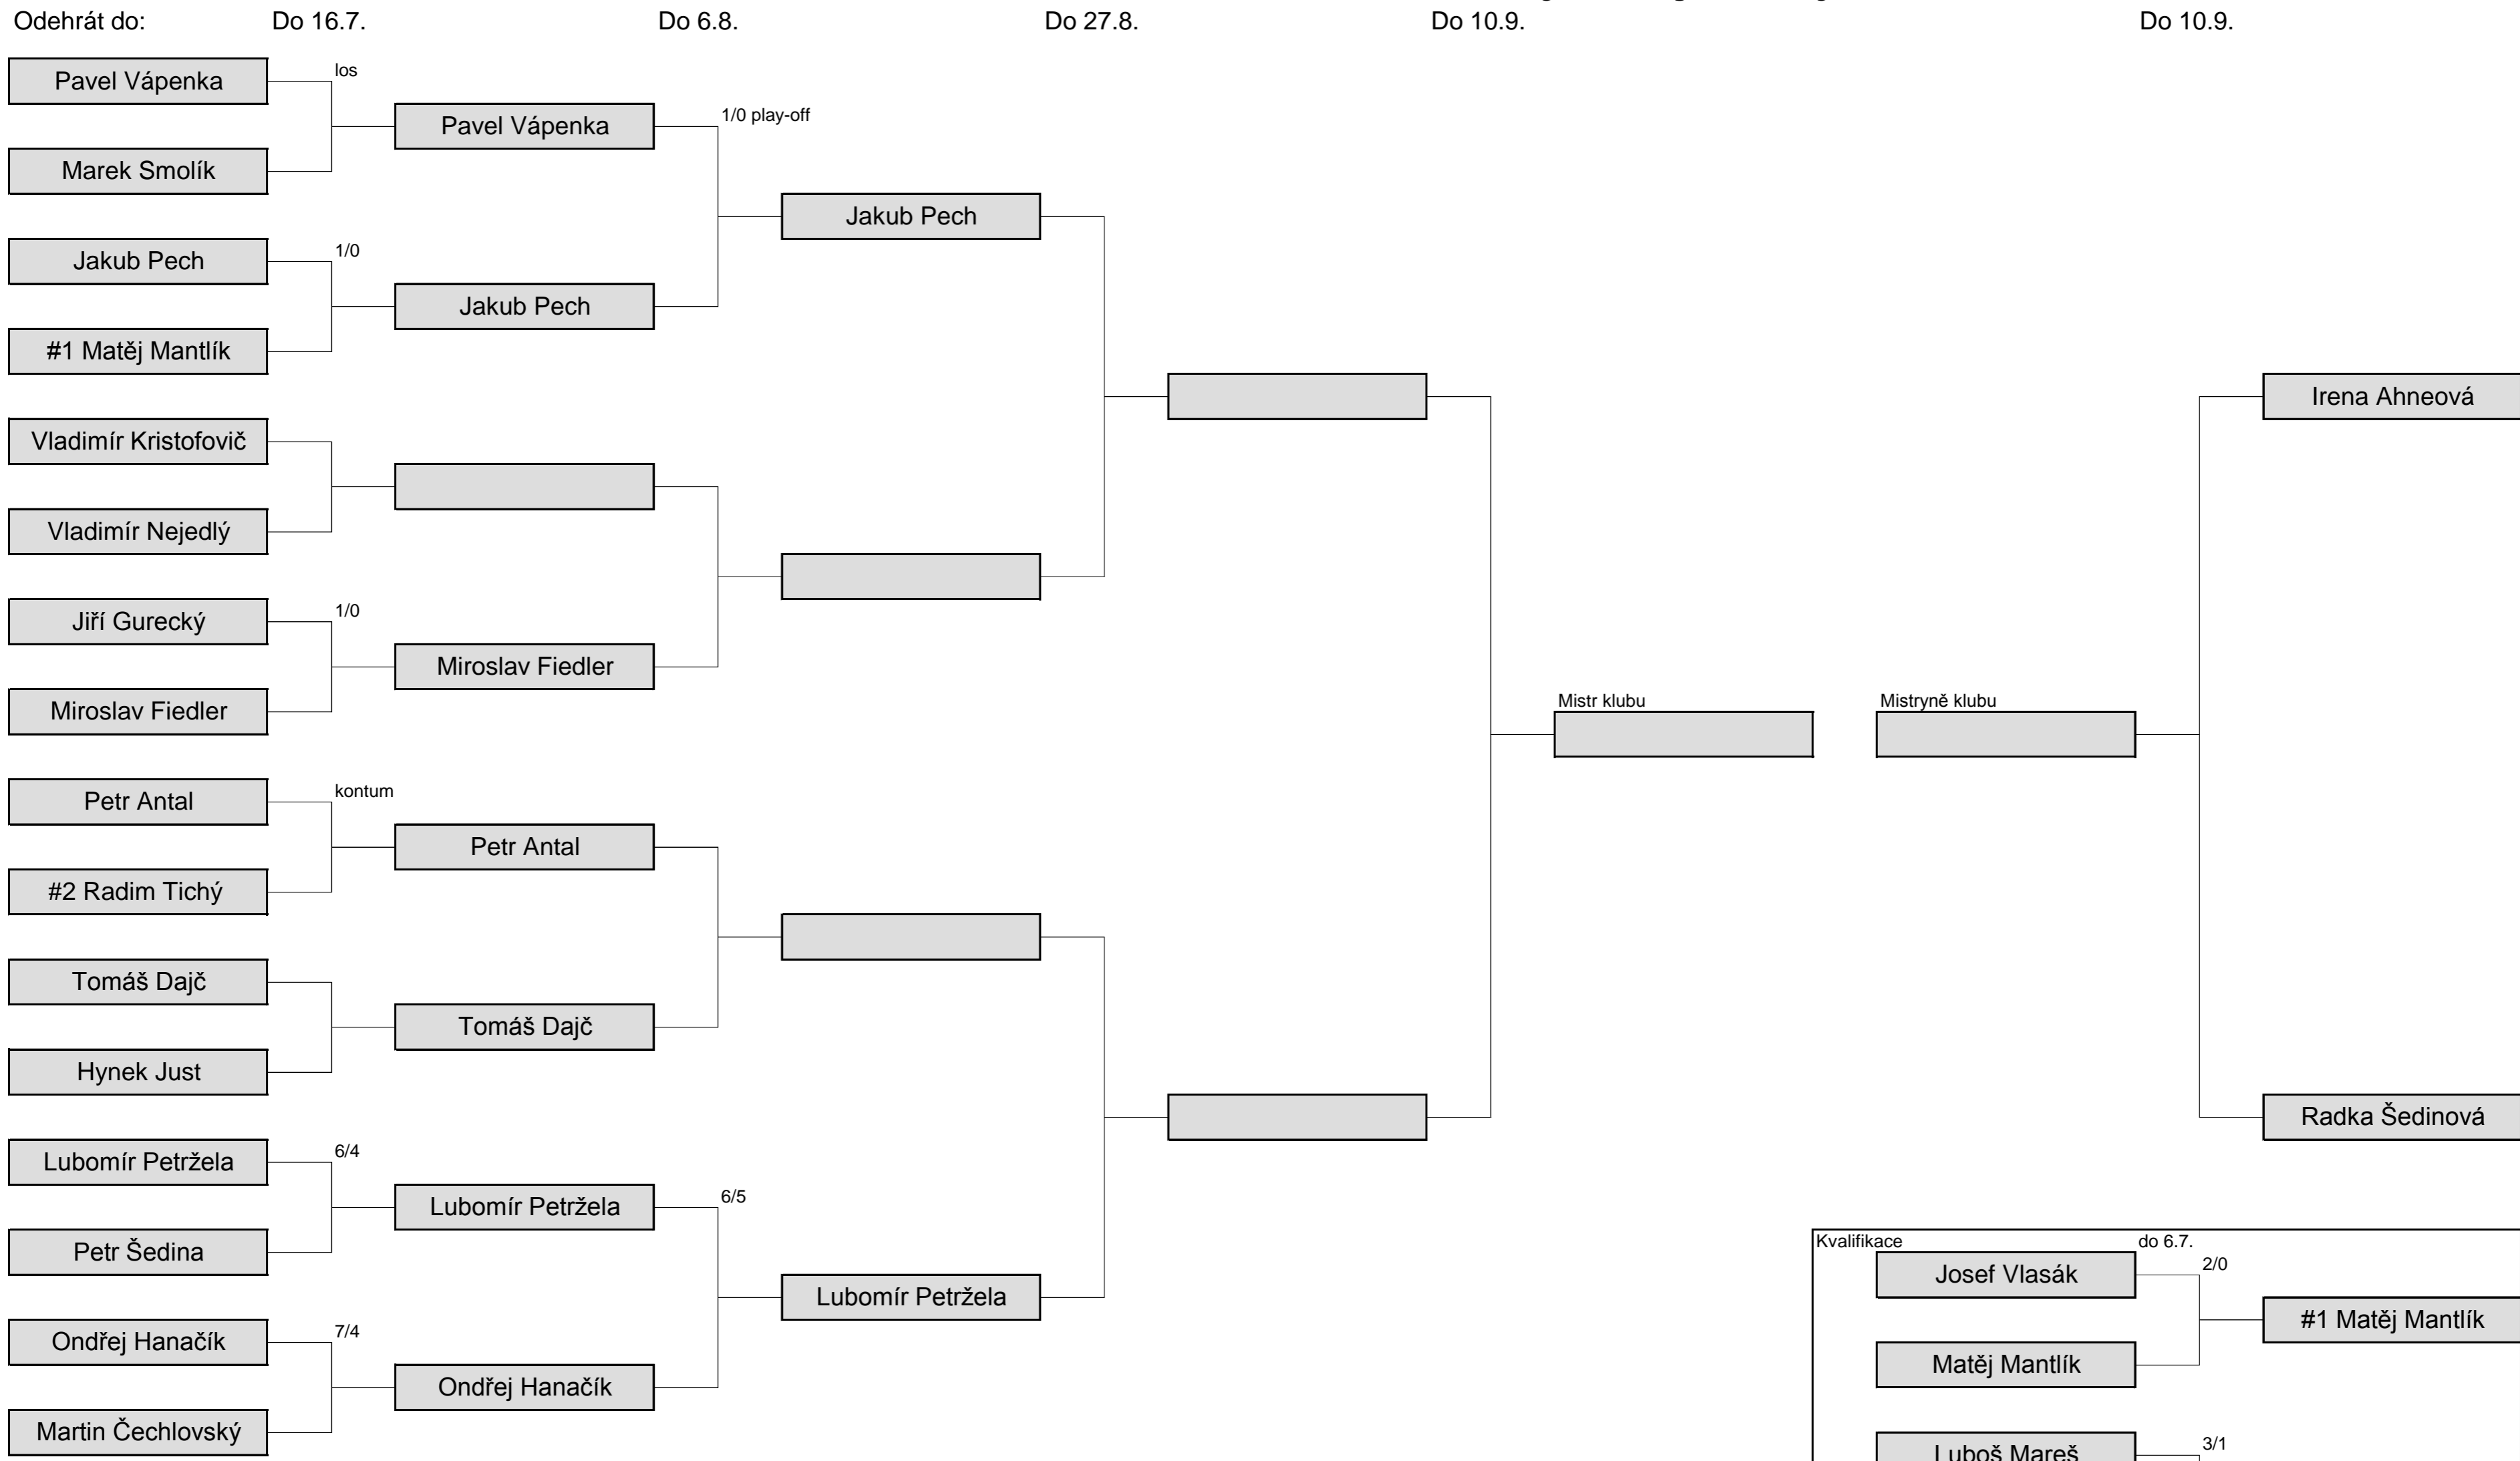 Odehrát do: Do 16.7. Do 6.8. Do 27.8. Do 10.9. Do 10.9.
Pavel Vápenka
los
Pavel Vápenka
1/0 play-off
Marek Smolík
Jakub Pech
Jakub Pech
1/0
Jakub Pech
#1 Matěj Mantlík
Irena Ahneová
Vladimír Kristofovič
Vladimír Nejedlý
Jiří Gurecký
1/0
Miroslav Fiedler
Miroslav Fiedler
Mistr klubu
Mistryně klubu
Petr Antal
kontum
Petr Antal
#2 Radim Tichý
Tomáš Dajč
Tomáš Dajč
Hynek Just
Radka Šedinová
Lubomír Petržela
6/4
Lubomír Petržela
6/5
Petr Šedina
Lubomír Petržela
Ondřej Hanačík
7/4
Ondřej Hanačík
Martin Čechlovský
Kvalifikace do 6.7.
Josef Vlasák
2/0
#1 Matěj Mantlík
Matěj Mantlík
Luboš Mareš
3/1